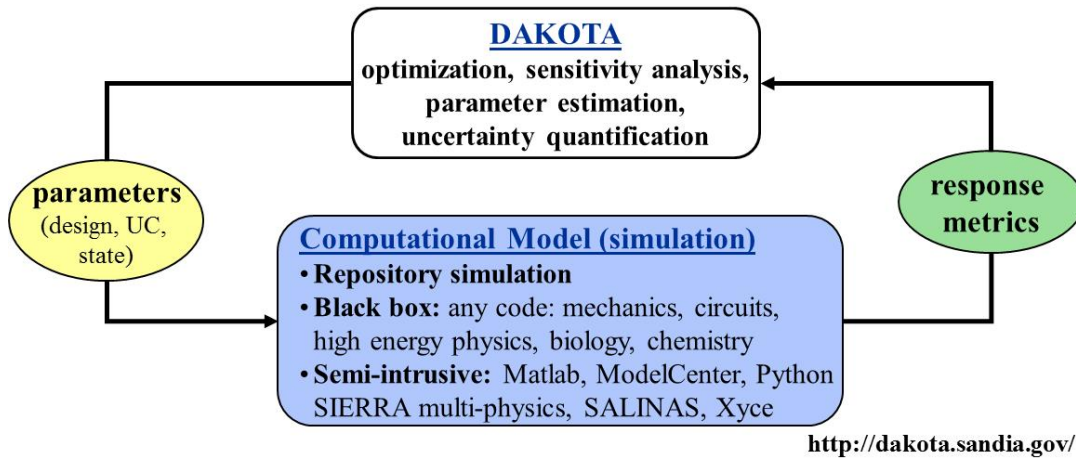 DAKOTA
optimization, sensitivity analysis,
parameter estimation,
uncertainty quantification
parameters
(design, UC,
state)
response
metrics
Computational Model (simulation)
• Repository simulation
• Black box: any code: mechanics, circuits,
high energy physics, biology, chemistry
• Semi-intrusive: Matlab, ModelCenter, Python
SIERRA multi-physics, SALINAS, Xyce
http://dakota.sandia.gov/